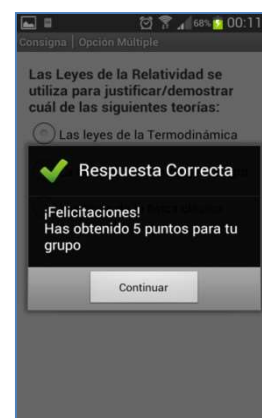 68% 00:11
Consigna | Opción Múltiple
Las Leyes de la Relatividad se
utiliza para justificar/demostrar
cuál de las siguientes teorías:
Las leyes de la Termodinámica
Respuesta Correcta
¡Felicitaciones!
Has obtenido 5 puntos para tu
grupo
Continuar